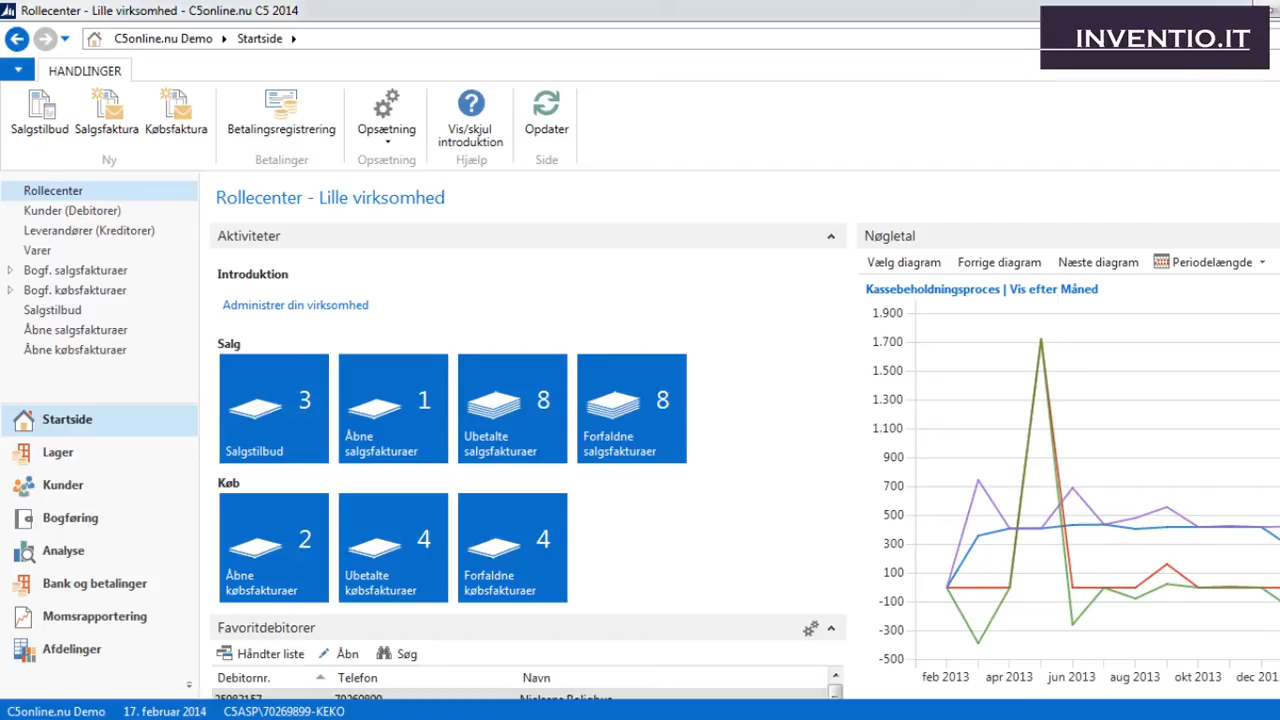 Rollecenter - Lille virksomhed - C5online.nu C5 2014
C5online.nu Demo
Startside
INVENTIO.IT
HANDLINGER
Salgstilbud
Salgsfaktura
Købsfaktura
Ny
Betalingsregistrering
Betalinger
Opsætning
Opsætning
Vis/skjul
introduktion
Hjælp
Opdater
Side
Rollecenter
Kunder (Debitorer)
Leverandører (Kreditorer)
Varer
Bogf. salgsfakturaer
Bogf. købsfakturaer
Salgstilbud
Åbne salgsfakturaer
Åbne købsfakturaer
Startside
Lager
Kunder
Bogføring
Analyse
Bank og betalinger
Momsrapportering
Afdelinger
Rollecenter - Lille virksomhed
Aktiviteter
Introduktion
Administrer din virksomhed
Salg
3
Salgstilbud
1
Åbne
salgsfakturaer
8
Ubetalte
salgsfakturaer
8
Forfaldne
salgsfakturaer
Køb
2
Åbne
købsfakturaer
4
Ubetalte
købsfakturaer
4
Forfaldne
købsfakturaer
Favoritdebitorer
Håndter liste
Åbn
Søg
Debitornr.
Telefon
Navn
Nøgletal
Vælg diagram
Forrige diagram
Næste diagram
Periodelængde
Kassebeholdningsproces | Vis efter Måned
1.900
1.700
1.500
1.300
1.100
900
700
500
300
100
-100
-300
-500
feb 2013
apr 2013
jun 2013
aug 2013
okt 2013
dec 201
C5online.nu Demo
17. februar 2014
C5ASP\70269899-KEKO